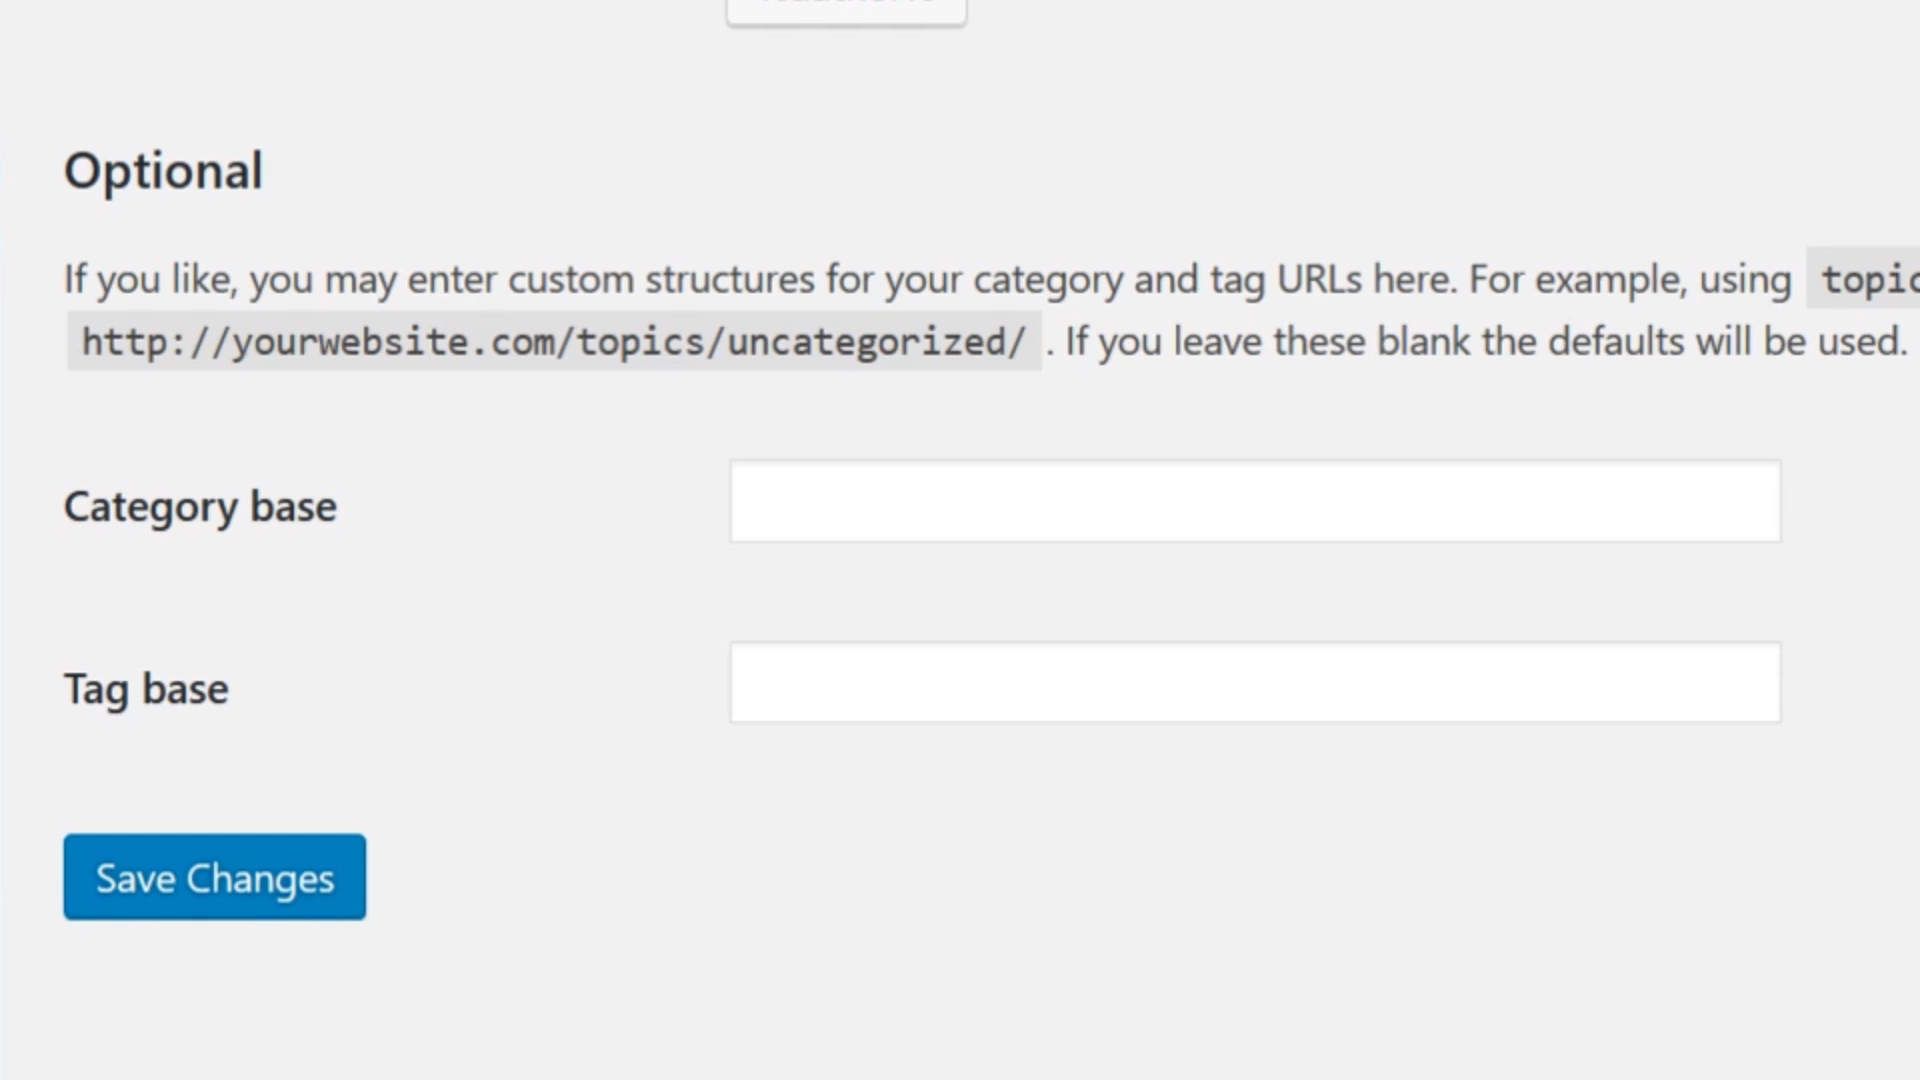 Optional
If you like, you may enter custom structures for your category and tag URLs here. For example, using
http://yourwebsite.com/topics/uncategorized/ . If you leave these blank the defaults will be used.
Category base
Tag base
Save Changes